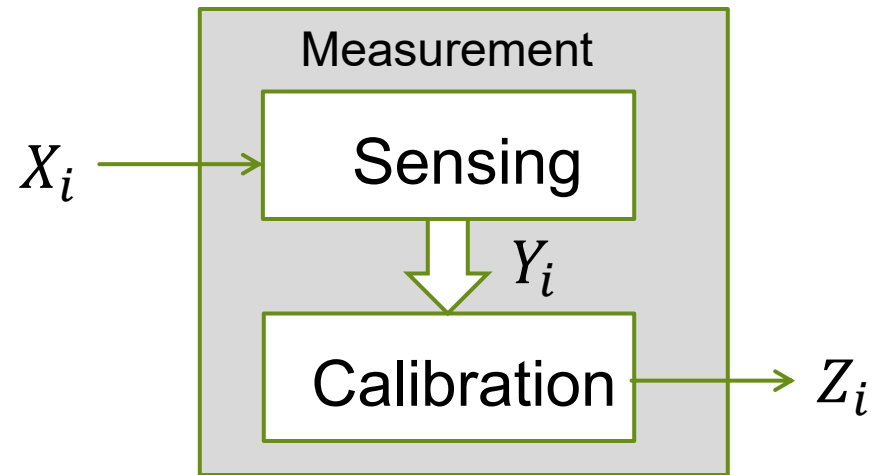 Measurement
X_i
Sensing
Y_i
Calibration
Z_i